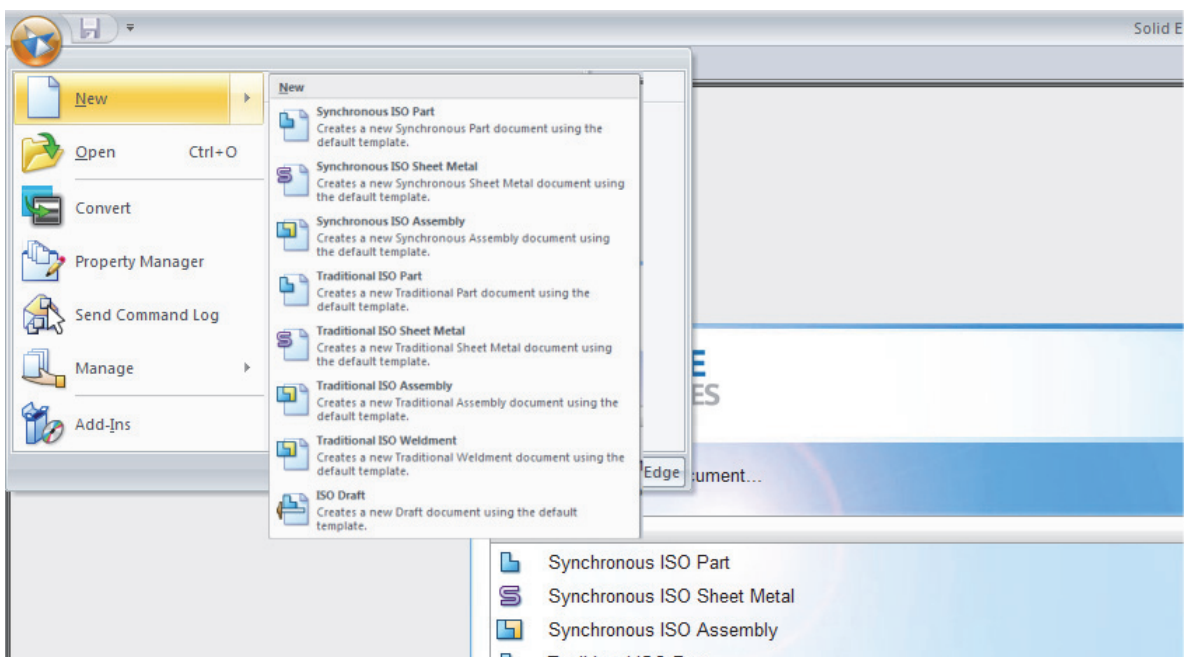 Solid E
New
Open Ctrl+O
Convert
Property Manager
Send Command Log
Manage
Add-Ins
New
Synchronous ISO Part
Creates a new Synchronous Part document using the
default template.
Synchronous ISO Sheet Metal
Creates a new Synchronous Sheet Metal document using
the default template.
Synchronous ISO Assembly
Creates a new Synchronous Assembly document using
the default template.
Traditional ISO Part
Creates a new Traditional Part document using the
default template.
Traditional ISO Sheet Metal
Creates a new Traditional Sheet Metal document using
the default template.
Traditional ISO Assembly
Creates a new Traditional Assembly document using the
default template.
Traditional ISO Weldment
Creates a new Traditional Weldment document using the
default template.
ISO Draft
Creates a new Draft document using the default
template.
E
ES
Edge
cument...
Synchronous ISO Part
Synchronous ISO Sheet Metal
Synchronous ISO Assembly